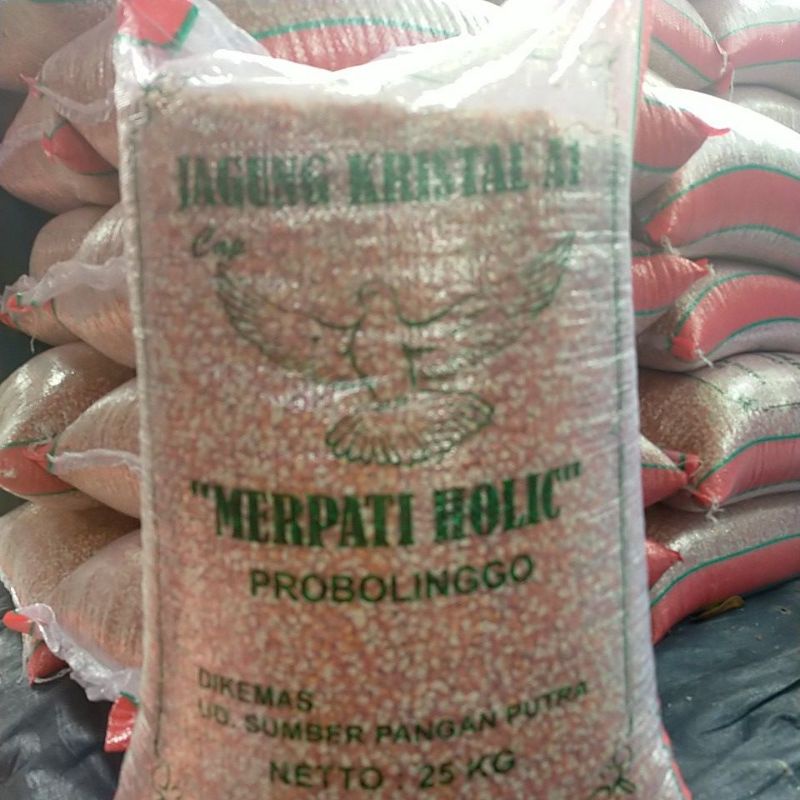 JAGUNG KRISTAL A1
Cap
"MERPATI HOLIC"
PROBOLINGGO
DIKEMAS
UD. SUMBER PANGAN PUTRA
NETTO : 25 KG